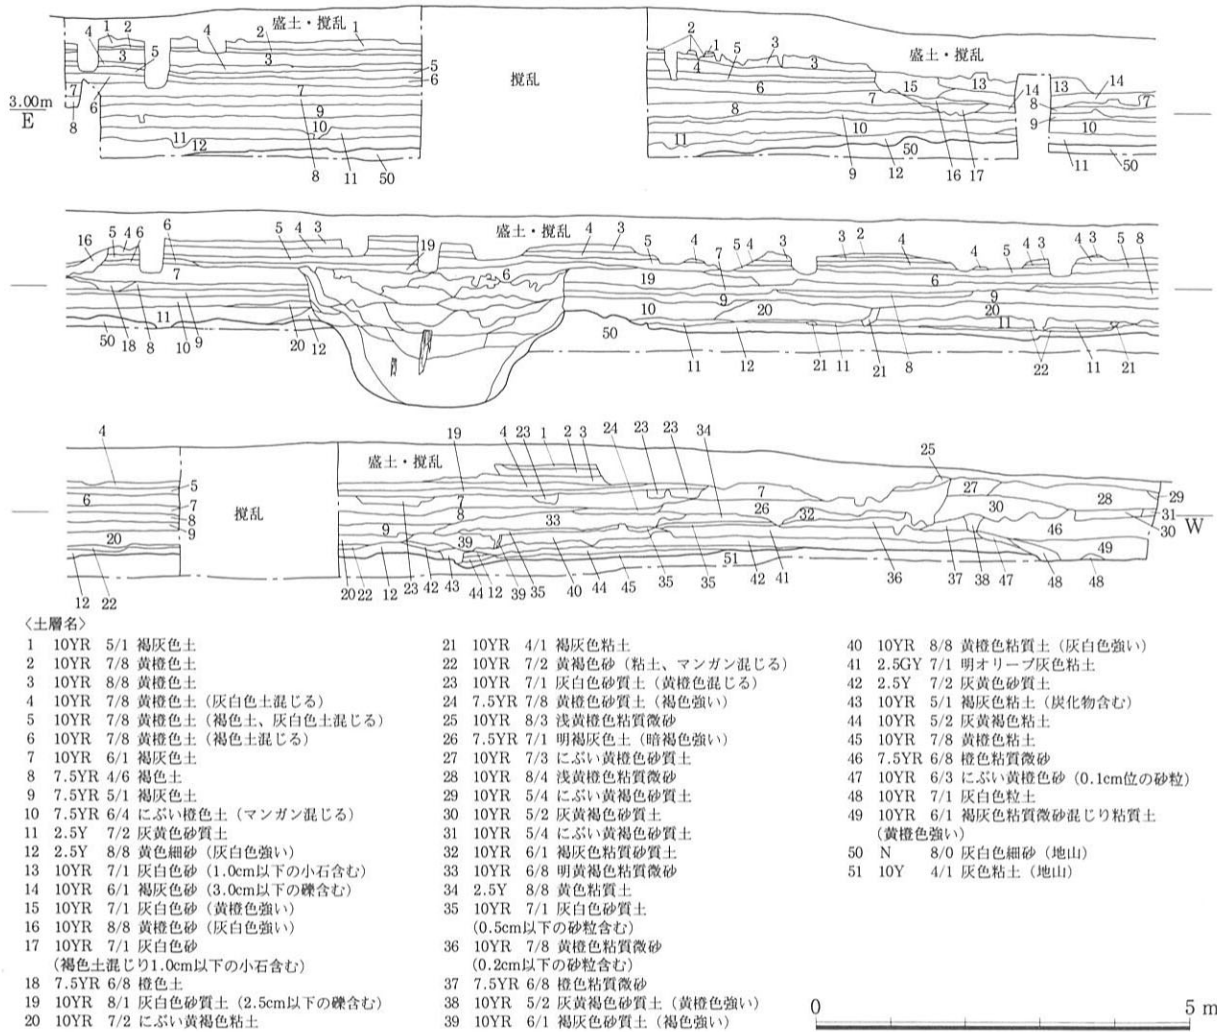 盛土・撹乱
盛土・撹乱
撹乱
3.00m
E
盛土・撹乱
盛土・撹乱
撹乱
W
〈土層名〉
1 10YR 5/1 褐灰色土
2 10YR 7/8 黄橙色土
3 10YR 8/8 黄橙色土
4 10YR 7/8 黄橙色土(灰白色土混じる)
5 10YR 7/8 黄橙色土(褐色土、灰白色土混じる)
6 10YR 7/8 黄橙色土(褐色土混じる)
7 10YR 6/1 褐灰色土
8 7.5YR 4/6 褐色土
9 7.5YR 5/1 褐灰色土
10 7.5YR 6/4 にぶい橙色土(マンガン混じる)
11 2.5Y 7/2 灰黄色砂質土
12 2.5Y 8/8 黄色細砂(灰白色強い)
13 10YR 7/1 灰白色砂(1.0cm以下の小石含む)
14 10YR 6/1 褐灰色砂(3.0cm以下の礫含む)
15 10YR 7/1 灰白色砂(黄橙色強い)
16 10YR 8/8 黄橙色砂(灰白色強い)
17 10YR 7/1 灰白色砂
(褐色土混じり1.0cm以下の小石含む)
18 7.5YR 6/8 橙色土
19 10YR 8/1 灰白色砂質土(2.5cm以下の礫含む)
20 10YR 7/2 にぶい黄褐色粘土
21 10YR 4/1 褐灰色粘土
22 10YR 7/2 黄褐色砂(粘土、マンガン混じる)
23 10YR 7/1 灰白色砂質土(黄橙色混じる)
24 7.5YR 7/8 黄橙色砂質土(褐色強い)
25 10YR 8/3 浅黄橙色粘質微砂
26 7.5YR 7/1 明褐灰色土(暗褐色強い)
27 10YR 7/3 にぶい黄橙色砂質土
28 10YR 8/4 浅黄橙色粘質微砂
29 10YR 5/4 にぶい黄褐色砂質土
30 10YR 5/2 灰黄褐色砂質土
31 10YR 5/4 にぶい黄褐色砂質土
32 10YR 6/1 褐灰色粘質砂質土
33 10YR 6/8 明黄褐色粘質微砂
34 2.5Y 8/8 黄色粘質土
35 10YR 7/1 灰白色砂質土
(0.5cm以下の砂粒含む)
36 10YR 7/8 黄橙色粘質微砂
(0.2cm以下の砂粒含む)
37 7.5YR 6/8 橙色粘質微砂
38 10YR 5/2 灰黄褐色砂質土(黄橙色強い)
39 10YR 6/1 褐灰色砂質土(褐色強い)
40 10YR 8/8 黄橙色粘質土(灰白色強い)
41 2.5GY 7/1 明オリーブ灰色粘土
42 2.5Y 7/2 灰黄色砂質土
43 10YR 5/1 褐灰色粘土(炭化物含む)
44 10YR 5/2 灰黄褐色粘土
45 10YR 7/8 黄橙色粘土
46 7.5YR 6/8 橙色粘質微砂
47 10YR 6/3 にぶい黄橙色砂(0.1cm位の砂粒)
48 10YR 7/1 灰白色粒土
49 10YR 6/1 褐灰色粘質微砂混じり粘質土
(黄橙色強い)
50 N 8/0 灰白色細砂(地山)
51 10Y 4/1 灰色粘土(地山)
0 5 m